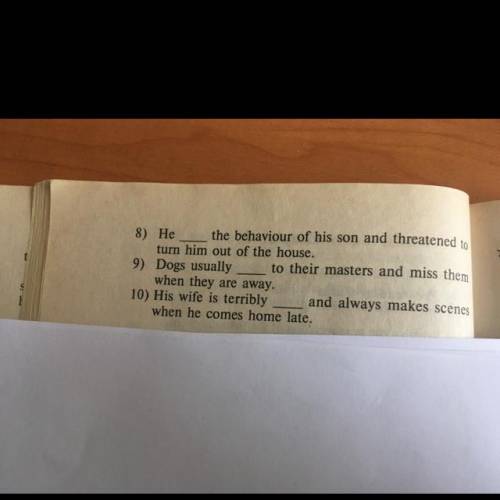 8) He ____ the behaviour of his son and threatened to
turn him out of the house.
9) Dogs usually ____ to their masters and miss them
when they are away.
10) His wife is terribly ____ and always makes scenes
when he comes home late.